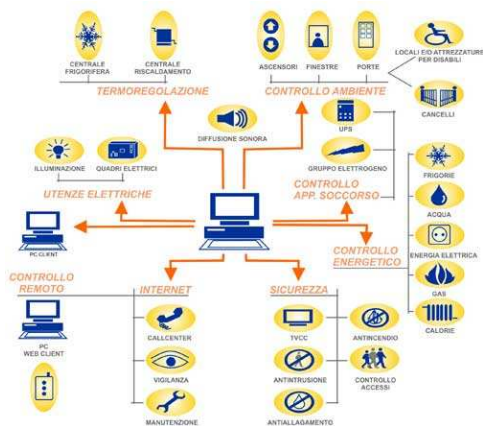 CENTRALE
FRIGORIFERA
CENTRALE
RISCALDAMENTO
TERMOREGOLAZIONE
ASCENSORI
FINESTRE
PORTE
CONTROLLO AMBIENTE
LOCALI E/O ATTREZZATURE
PER DISABILI
CANCELLI
DIFFUSIONE SONORA
UPS
GRUPPO ELETTROGENO
ILLUMINAZIONE
QUADRI ELETTRICI
UTENZE ELETTRICHE
CONTROLLO
APP. SOCCORSO
FRIGORIE
ACQUA
ENERGIA ELETTRICA
GAS
CALORIE
PC CLIENT
CONTROLLO
ENERGETICO
CONTROLLO
REMOTO
INTERNET
SICUREZZA
PC
WEB CLIENT
CALLCENTER
VIGILANZA
MANUTENZIONE
TVCC
ANTINCENDIO
ANTINTRUSIONE
CONTROLLO
ACCESSI
ANTIALLAGAMENTO